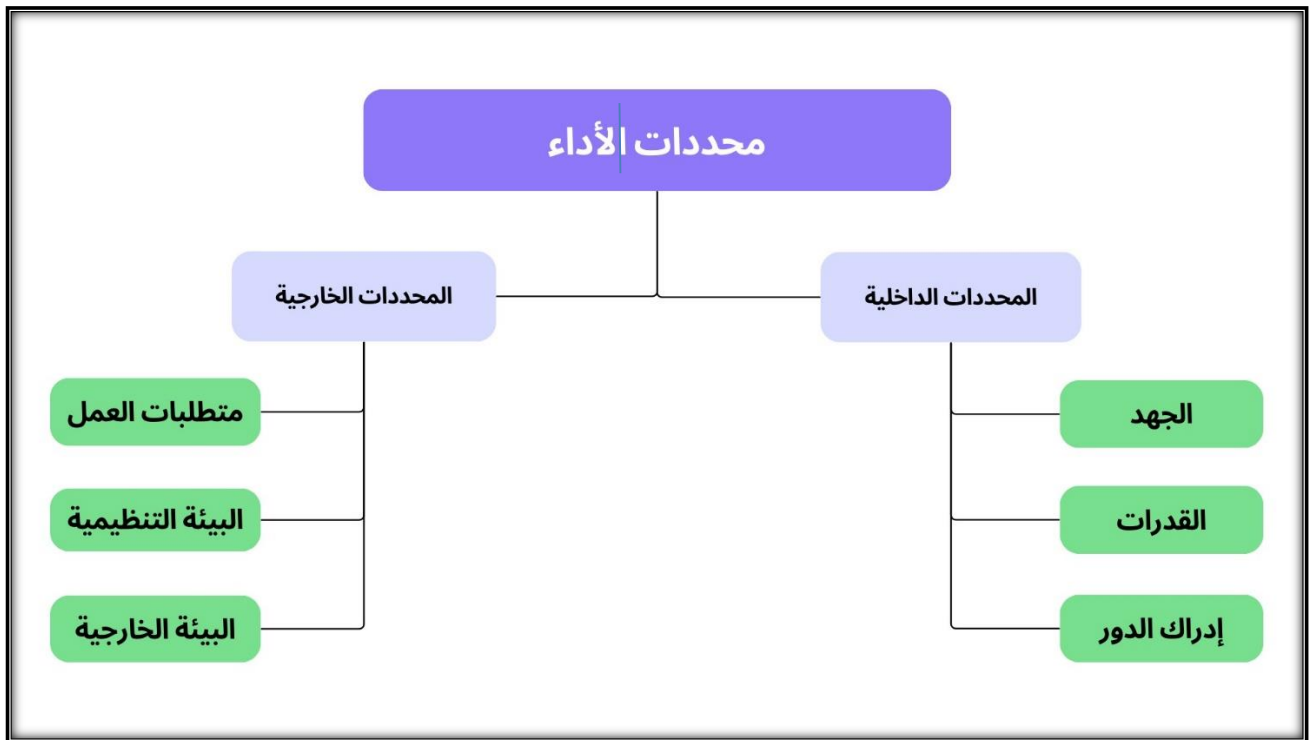 محددات الأداء
المحددات الداخلية
المحددات الخارجية
الجهد
متطلبات العمل
القدرات
البيئة التنظيمية
إدراك الدور
البيئة الخارجية